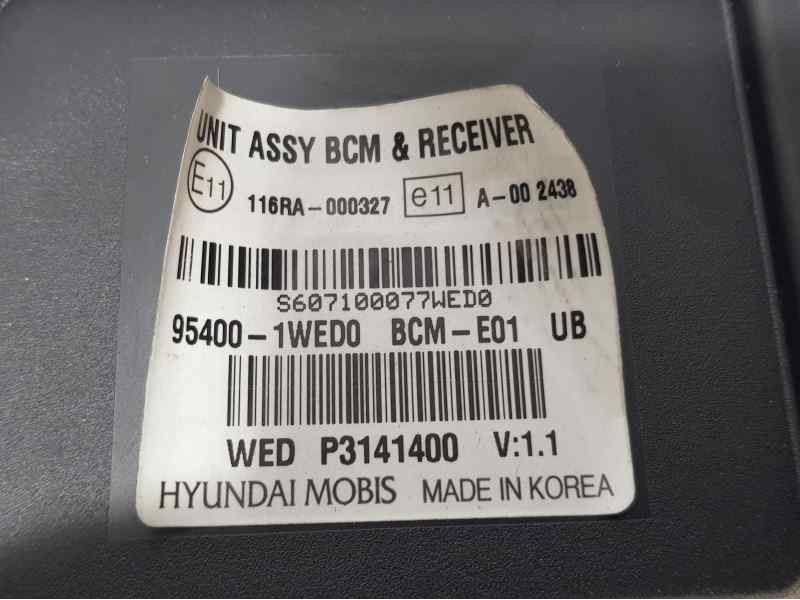 UNIT ASSY BCM & RECEIVER
E11 116RA-000327 e11 A-00 2438
S607100077WED0
95400-1WED0 BCM-E01 UB
WED P3141400 V:1.1
HYUNDAI MOBIS MADE IN KOREA